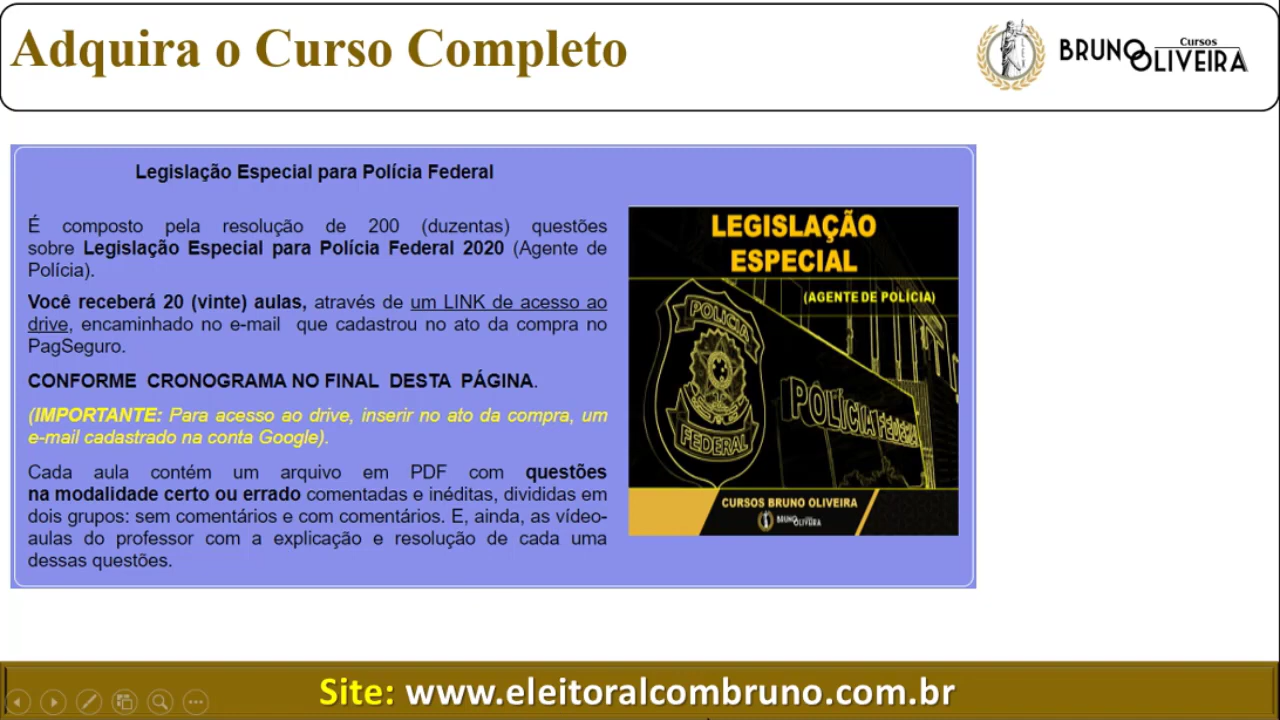 Adquira o Curso Completo
Cursos
BRUNO
OLIVEIRA
Legislação Especial para Polícia Federal
É composto pela resolução de 200 (duzentas) questões
sobre Legislação Especial para Polícia Federal 2020 (Agente de
Polícia).
Você receberá 20 (vinte) aulas, através de um LINK de acesso ao
drive, encaminhado no e-mail que cadastrou no ato da compra no
PagSeguro.
CONFORME CRONOGRAMA NO FINAL DESTA PÁGINA.
(IMPORTANTE: Para acesso ao drive, inserir no ato da compra, um
e-mail cadastrado na conta Google).
Cada aula contém um arquivo em PDF com questões
na modalidade certo ou errado comentadas e inéditas, divididas em
dois grupos: sem comentários e com comentários. E, ainda, as vídeo-
aulas do professor com a explicação e resolução de cada uma
dessas questões.
LEGISLAÇÃO
ESPECIAL
(AGENTE DE POLÍCIA)
POLÍCIA
FEDERAL
POLÍCIA FEDERAL
CURSOS BRUNO OLIVEIRA
BRUNO
OLIVEIRA
Site: www.eleitoralcombruno.com.br